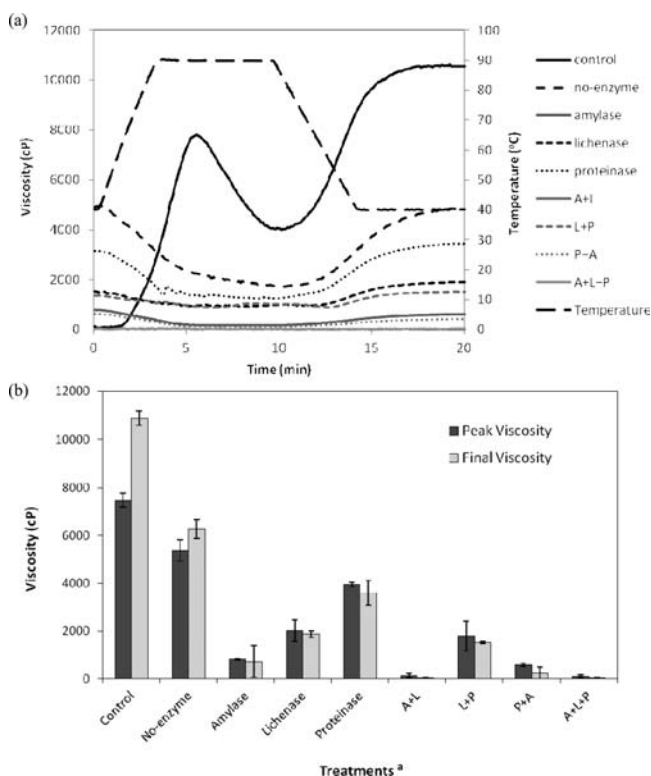 (a)
12000
10000
8000
6000
4000
2000
0
Viscosity (cP)
100
90
80
70
60
50
40
30
20
10
0
Temperature (°C)
0
5
10
15
20
Time (min)
control
no-enzyme
amylase
lichenase
proteinase
A+I
L+P
P−A
A+L−P
Temperature
(b)
12000
10000
8000
6000
4000
2000
0
Viscosity (cP)
Peak Viscosity
Final Viscosity
Control
No-enzyme
Amylase
Lichenase
Proteinase
A+L
L+P
P+A
A+L+P
Treatments a